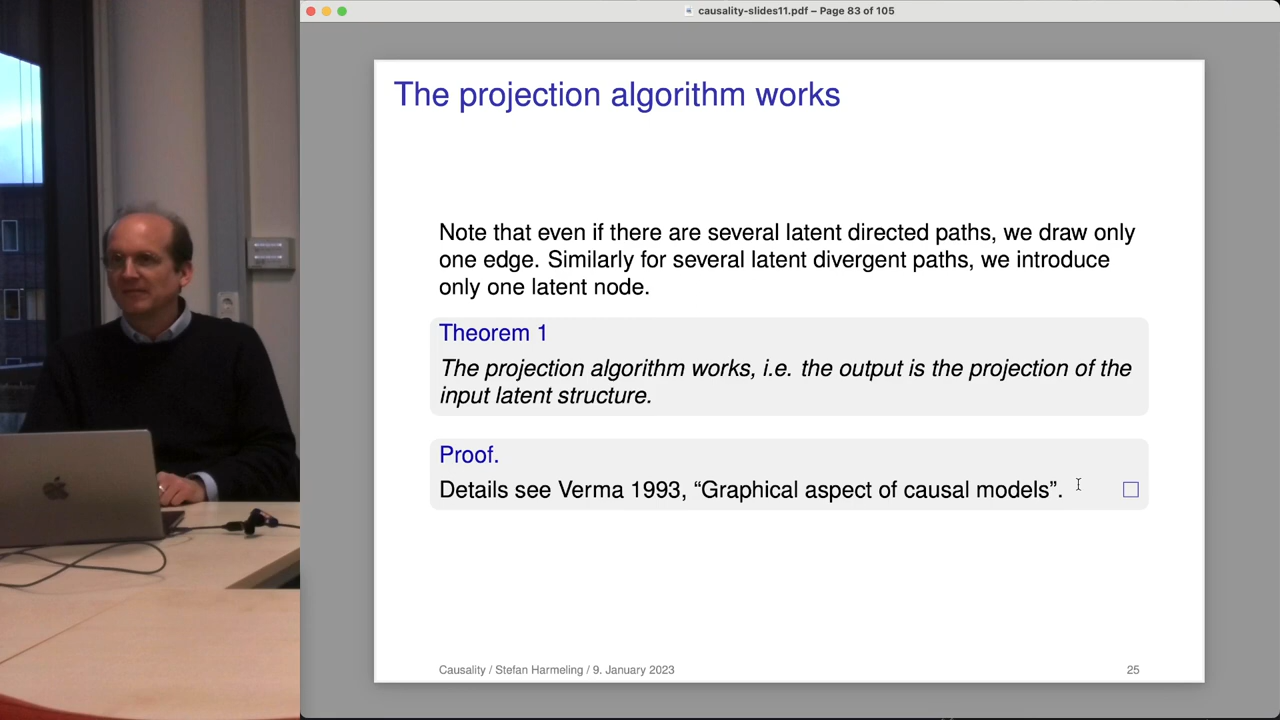 causality-slides11.pdf – Page 83 of 105
The projection algorithm works
Note that even if there are several latent directed paths, we draw only
one edge. Similarly for several latent divergent paths, we introduce
only one latent node.
Theorem 1
The projection algorithm works, i.e. the output is the projection of the
input latent structure.
Proof.
Details see Verma 1993, “Graphical aspect of causal models”.
Causality / Stefan Harmeling / 9. January 2023
25